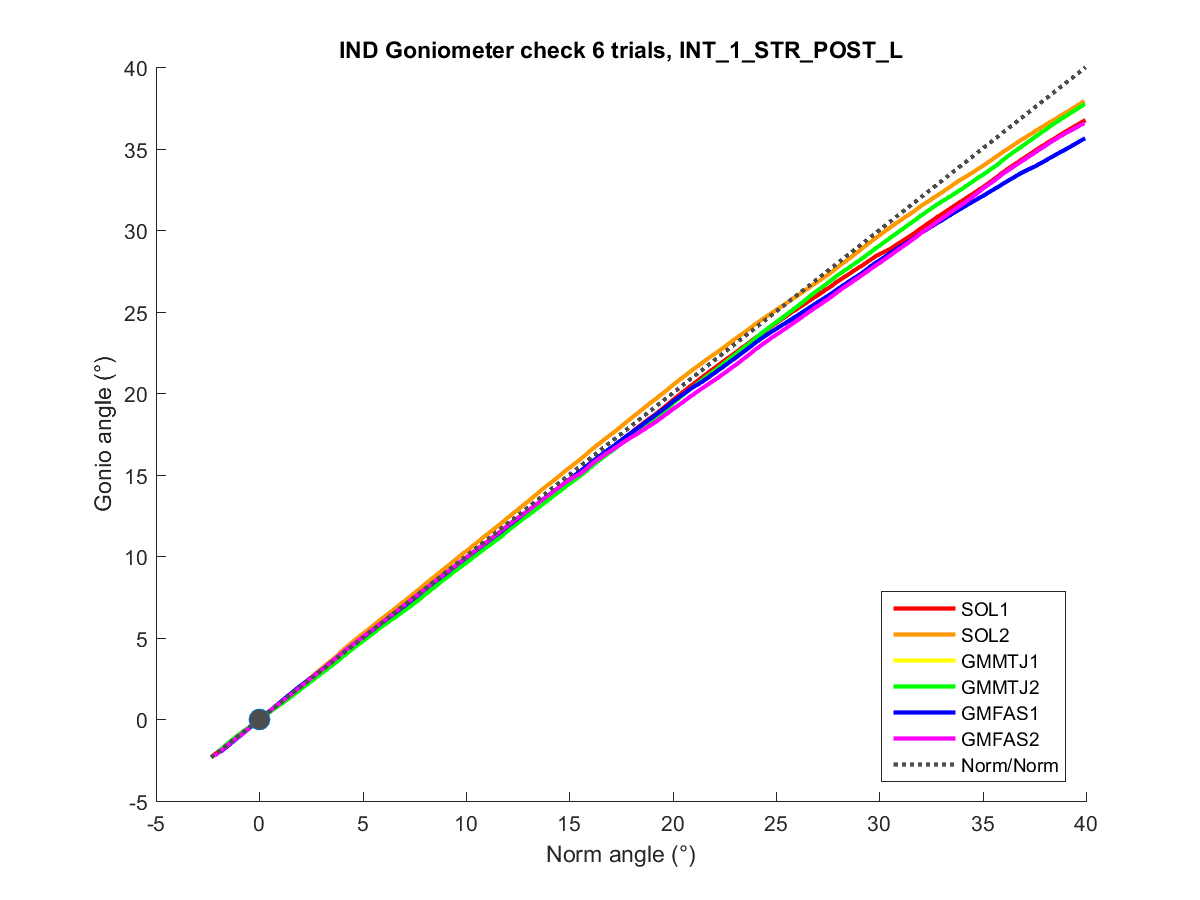 IND Goniometer check 6 trials, INT_1_STR_POST_L
40
35
30
25
20
15
10
5
0
-5
Gonio angle (°)
-5 0 5 10 15 20 25 30 35 40
Norm angle (°)
SOL1
SOL2
GMMTJ1
GMMTJ2
GMFAS1
GMFAS2
Norm/Norm